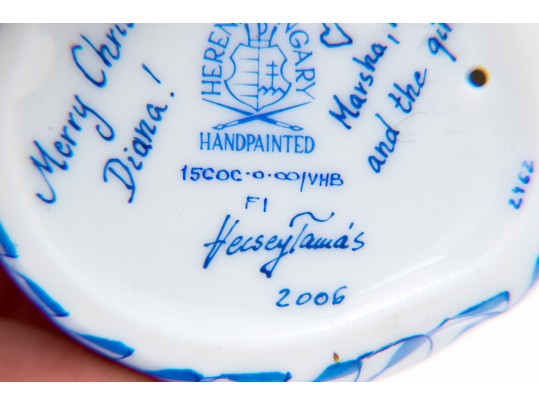 Merry Chri
Diana!
HEREND HUNGARY
HANDPAINTED
Marsha,
and the
15COC·0·00/VHB
F1
Vecsey Tamás
2006
2462